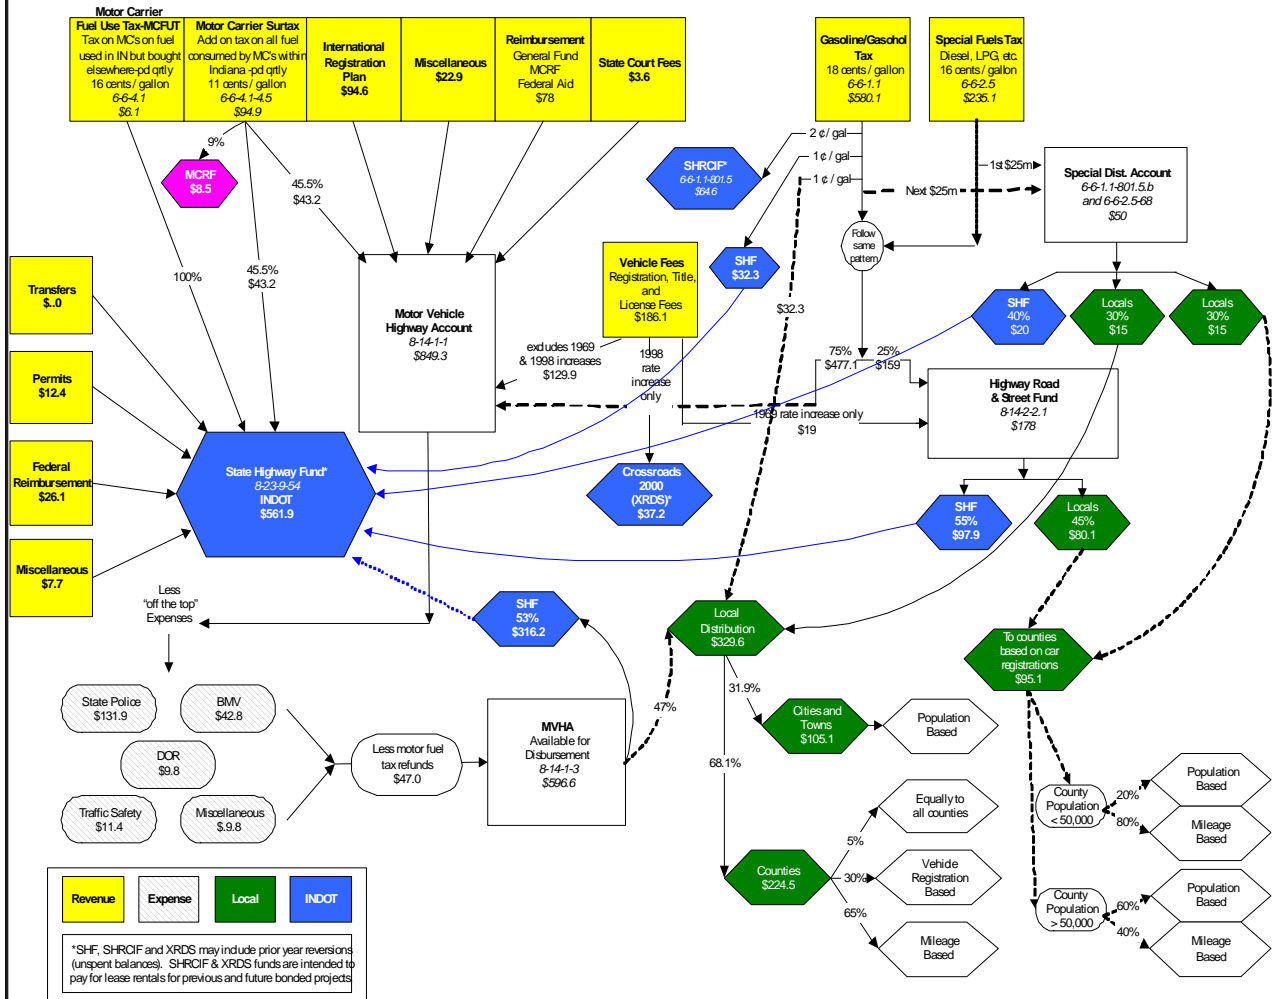 Motor Carrier
Fuel Use Tax-MCFUT
Tax on MC's on fuel
used in IN but bought
elsewhere-pd qrtly
16 cents / gallon
6-6-4.1
$6.1
Motor Carrier Surtax
Add on tax on all fuel
consumed by MC's within
Indiana -pd qrtly
11 cents / gallon
6-6-4.1-4.5
$94.9
International
Registration
Plan
$94.6
Miscellaneous
$22.9
Reimbursement
General Fund
MCRF
Federal Aid
$78
State Court Fees
$3.6
Gasoline/Gasohol
Tax
18 cents / gallon
6-6-1.1
$580.1
Special Fuels Tax
Diesel, LPG, etc.
16 cents / gallon
6-6-2.5
$235.1
9%
MCRF
$8.5
45.5%
$43.2
2 ¢ / gal
1 ¢ / gal
1 ¢ / gal
SHRCIF*
6-6-1.1-801.5
$64.6
1st $25m
Next $25m
Special Dist. Account
6-6-1.1-801.5.b
and 6-6-2.5-68
$50
Follow
same
pattern
100%
45.5%
$43.2
SHF
$32.3
Vehicle Fees
Registration, Title,
and
License Fees
$186.1
Transfers
$..0
Motor Vehicle
Highway Account
8-14-1-1
$849.3
$32.3
SHF
40%
$20
Locals
30%
$15
Locals
30%
$15
excludes 1969
& 1998 increases
$129.9
1998
rate
increase
only
75%
$477.1
25%
$159
Permits
$12.4
Highway Road
& Street Fund
8-14-2-2.1
$178
1969 rate increase only
$19
Federal
Reimbursement
$26.1
State Highway Fund*
8-23-9-54
INDOT
$561.9
Crossroads
2000
(XRDS)*
$37.2
SHF
55%
$97.9
Locals
45%
$80.1
Miscellaneous
$7.7
Less
"off the top"
Expenses
SHF
53%
$316.2
Local
Distribution
$329.6
To counties
based on car
registrations
$95.1
State Police
$131.9
BMV
$42.8
DOR
$9.8
Traffic Safety
$11.4
Miscellaneous
$.9.8
Less motor fuel
tax refunds
$47.0
MVHA
Available for
Disbursement
8-14-1-3
$596.6
47%
31.9%
Cities and
Towns
$105.1
Population
Based
68.1%
Counties
$224.5
5%
30%
65%
Equally to
all counties
Vehicle
Registration
Based
Mileage
Based
County
Population
< 50,000
20%
80%
Population
Based
Mileage
Based
County
Population
> 50,000
60%
40%
Population
Based
Mileage
Based
Revenue
Expense
Local
INDOT
*SHF, SHRCIF and XRDS may include prior year reversions
(unspent balances).  SHRCIF & XRDS funds are intended to
pay for lease rentals for previous and future bonded projects